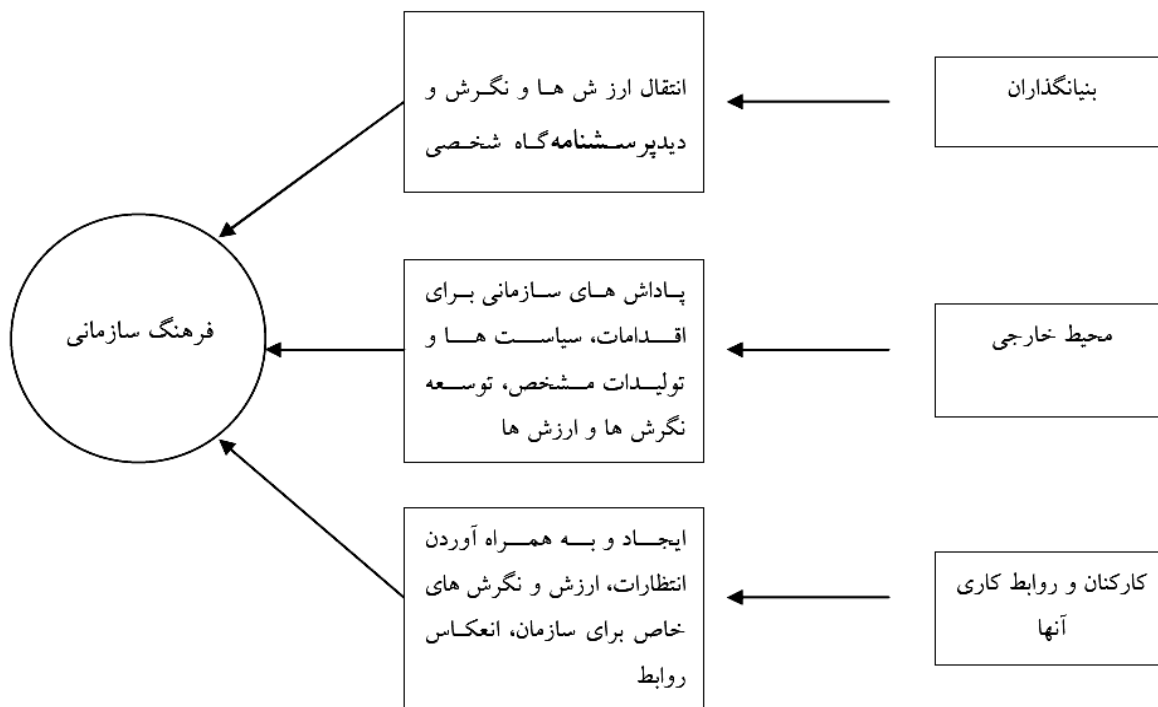 بنیانگذاران
انتقال ارز ش ها و نگرش و
دیدپرسشنامه‌گاه شخصی
محیط خارجی
پاداش های سازمانی برای
اقدامات، سیاست ها و
تولیدات مشخص، توسعه
نگرش ها و ارزش ها
فرهنگ سازمانی
کارکنان و روابط کاری
آنها
ایجاد و به همراه آوردن
انتظارات، ارزش و نگرش های
خاص برای سازمان، انعکاس
روابط